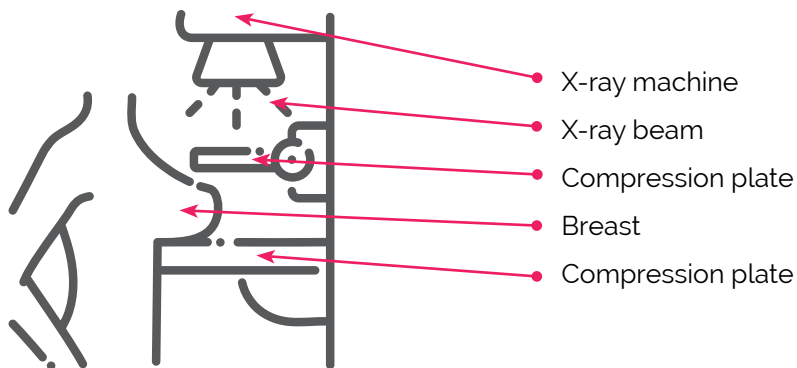 X-ray machine
X-ray beam
Compression plate
Breast
Compression plate